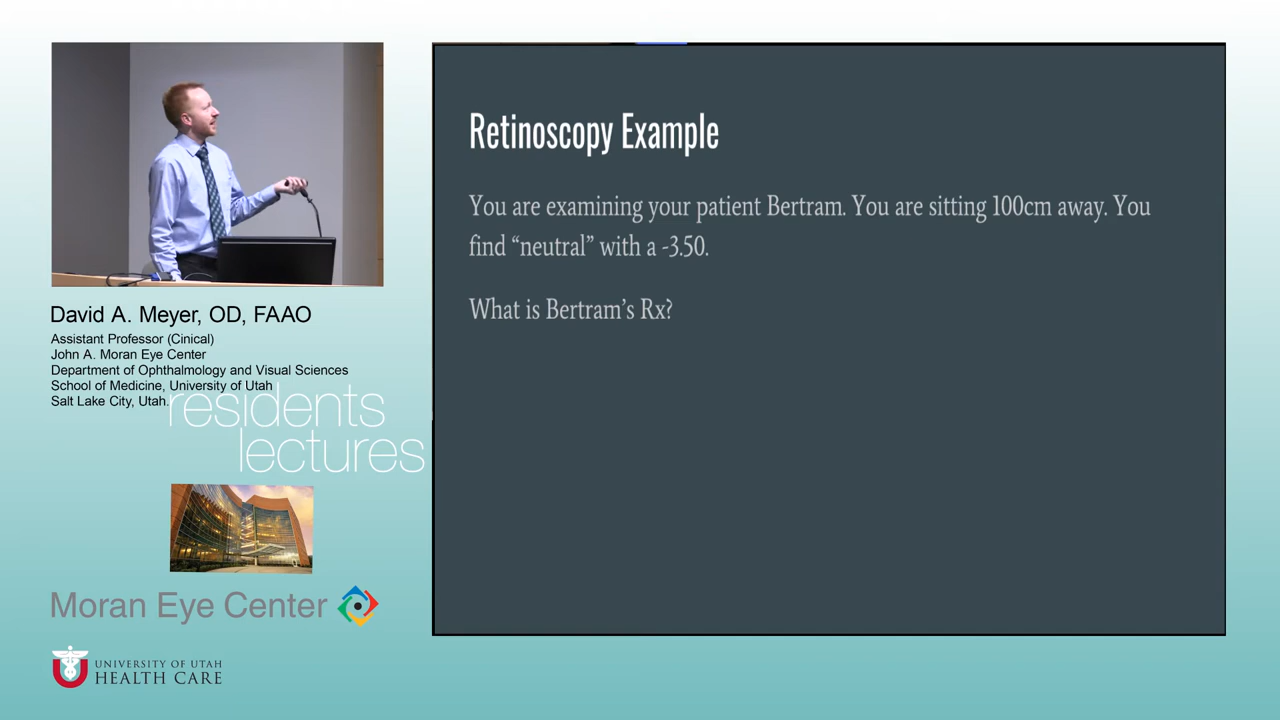 Retinoscopy Example
You are examining your patient Bertram. You are sitting 100cm away. You
find “neutral” with a -3.50.
What is Bertram’s Rx?
David A. Meyer, OD, FAAO
Assistant Professor (Cinical)
John A. Moran Eye Center
Department of Ophthalmology and Visual Sciences
School of Medicine, University of Utah
Salt Lake City, Utah.
residents
lectures
Moran Eye Center
UNIVERSITY OF UTAH
HEALTH CARE